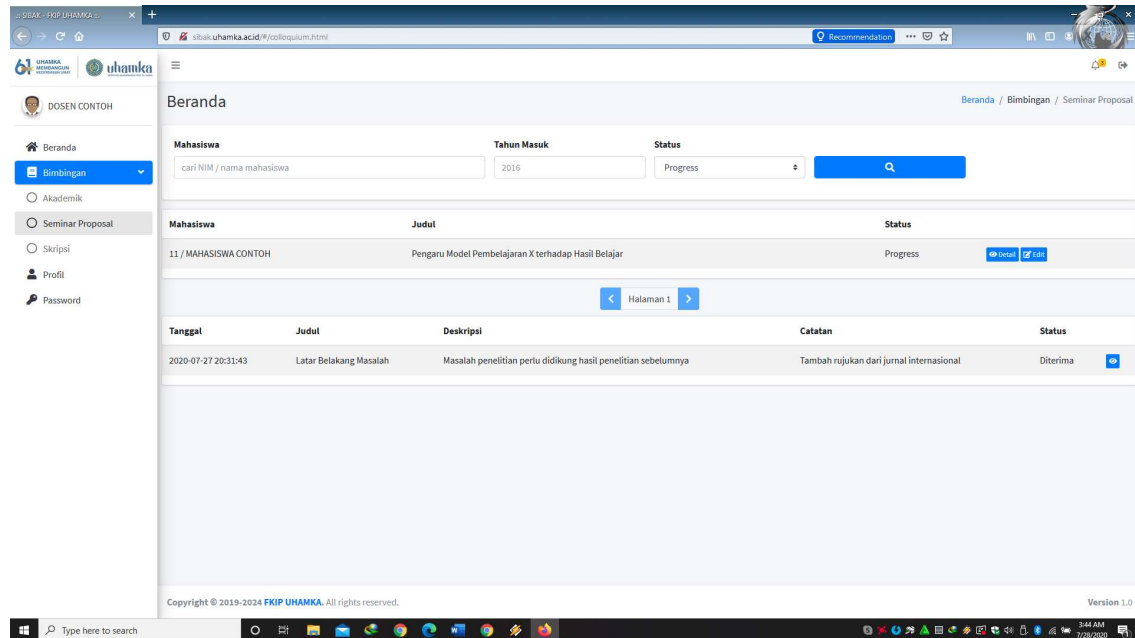 .: SIBAK - FKIP UHAMKA :.
sibak.uhamka.ac.id/#/colloquium.html
Recommendation
61 UHAMKA MEMBANGUN
uhamka
DOSEN CONTOH
Beranda
Beranda / Bimbingan / Seminar Proposal
Beranda
Bimbingan
Akademik
Seminar Proposal
Skripsi
Profil
Password
Mahasiswa Tahun Masuk Status
cari NIM / nama mahasiswa 2016 Progress
Mahasiswa Judul Status
11 / MAHASISWA CONTOH Pengaru Model Pembelajaran X terhadap Hasil Belajar Progress Detail Edit
Halaman 1
Tanggal Judul Deskripsi Catatan Status
2020-07-27 20:31:43 Latar Belakang Masalah Masalah penelitian perlu didikung hasil penelitian sebelumnya Tambah rujukan dari jurnal internasional Diterima
Copyright © 2019-2024 FKIP UHAMKA. All rights reserved.
Version 1.0
Type here to search
3:44 AM
7/28/2020